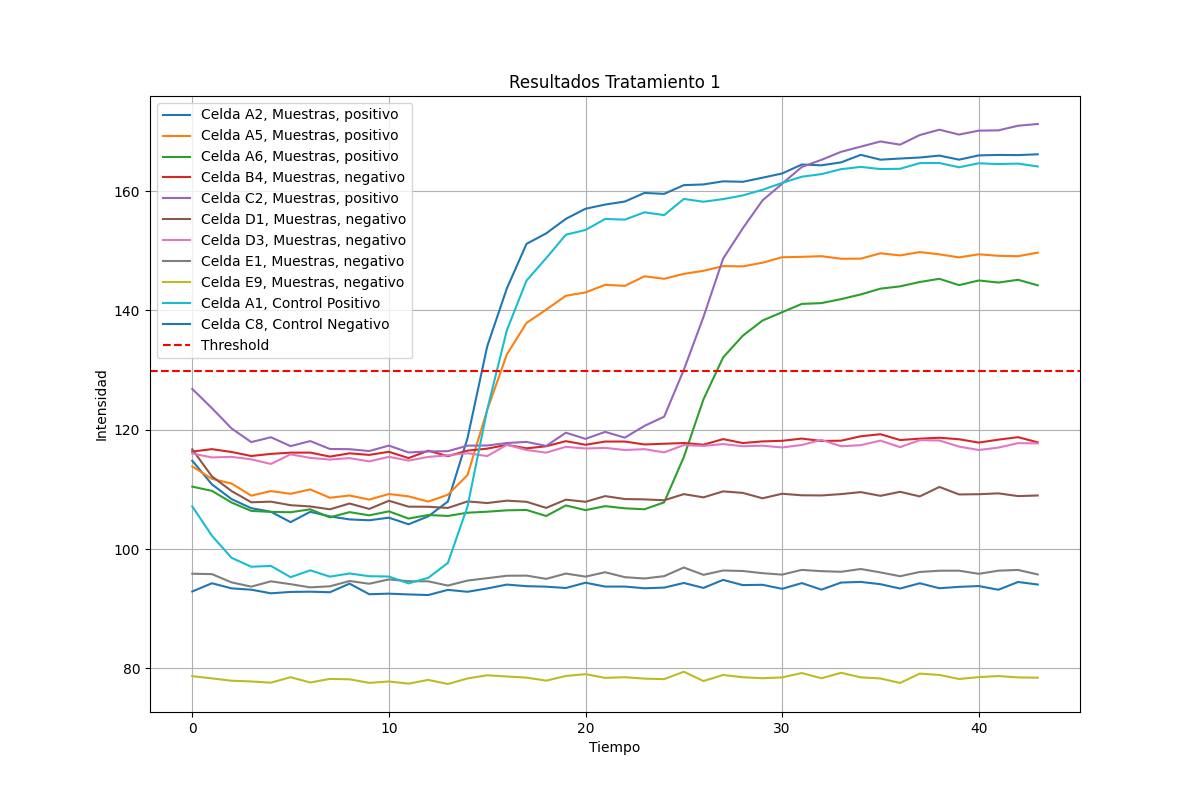 Resultados Tratamiento 1
Celda A2, Muestras, positivo
Celda A5, Muestras, positivo
Celda A6, Muestras, positivo
Celda B4, Muestras, negativo
Celda C2, Muestras, positivo
Celda D1, Muestras, negativo
Celda D3, Muestras, negativo
Celda E1, Muestras, negativo
Celda E9, Muestras, negativo
Celda A1, Control Positivo
Celda C8, Control Negativo
Threshold
Intensidad
160
140
120
100
80
0 10 20 30 40
Tiempo